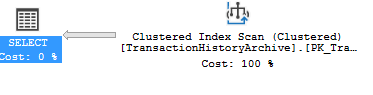 SELECT
Cost: 0 %
Clustered Index Scan (Clustered)
[TransactionHistoryArchive].[PK_Tra…
Cost: 100 %